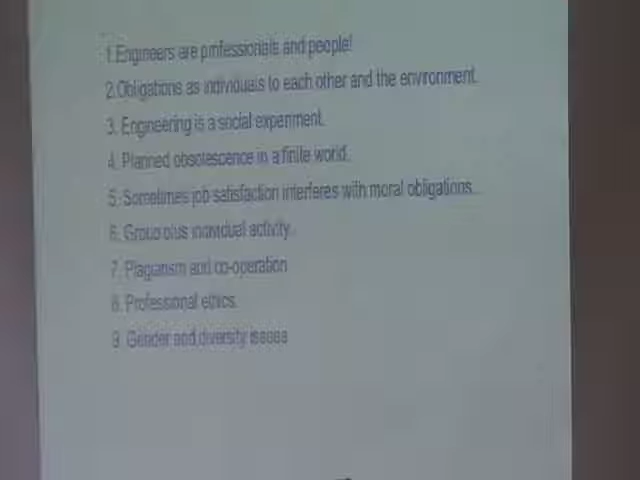 1.Engineers are professionals and people!
2.Obligations as individuals to each other and the environment.
3. Engineering is a social experiment.
4. Planned obsolescence in a finite world.
5. Sometimes job satisfaction interferes with moral obligations...
6. Group plus individual activity.
7. Plagiarism and co-operation
8. Professional ethics.
9. Gender and diversity issues